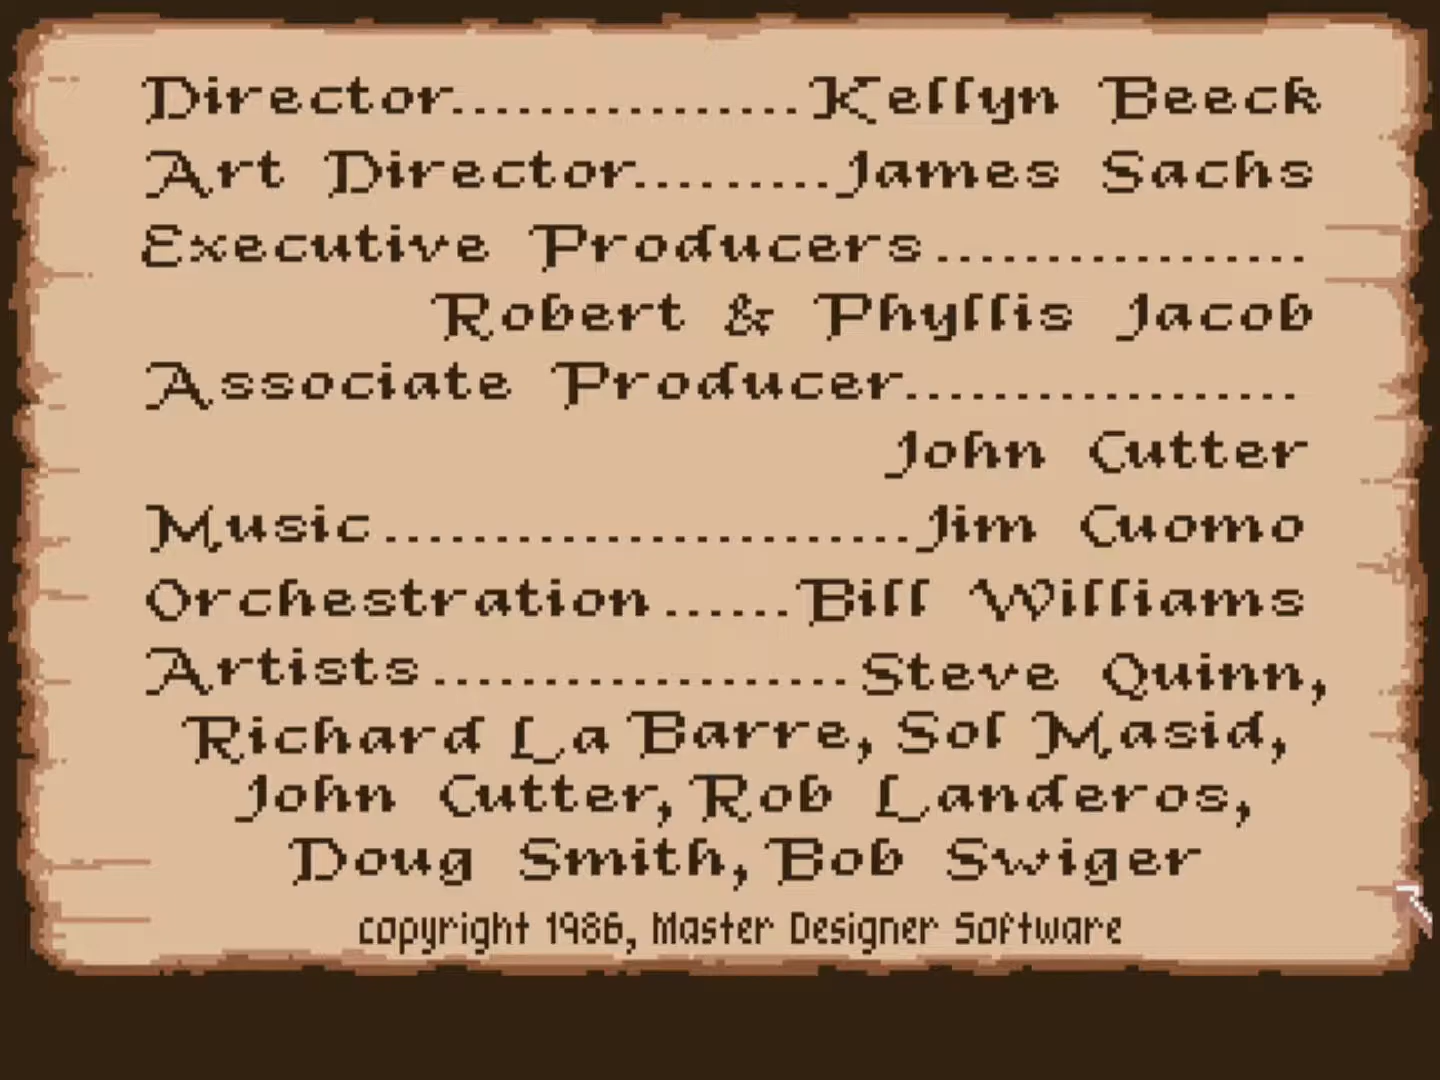 Director................Kellyn Beeck
Art Director.........James Sachs
Executive Producers.................
Robert & Phyllis Jacob
Associate Producer..................
John Cutter
Music........................Jim Cuomo
Orchestration......Bill Williams
Artists...................Steve Quinn,
Richard La Barre, Sol Masid,
John Cutter, Rob Landeros,
Doug Smith, Bob Swiger
copyright 1986, Master Designer Software